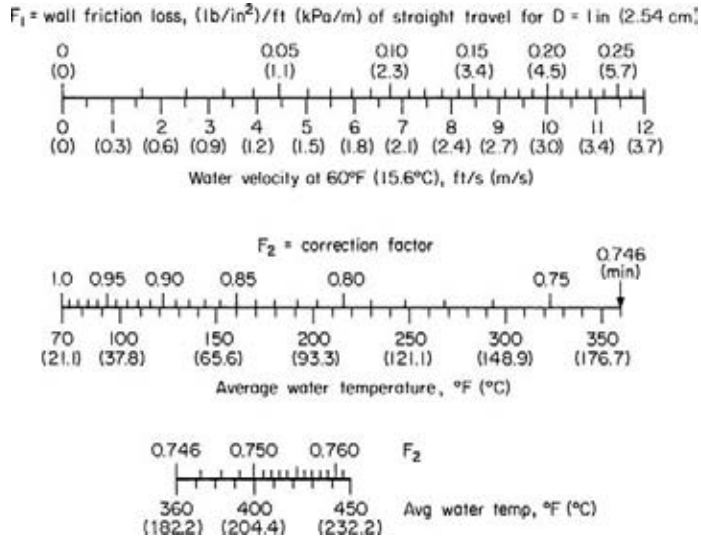 F₁ = wall friction loss, (lb/in²)/ft (kPa/m) of straight travel for D = 1 in (2.54 cm)
0 0.05 0.10 0.15 0.20 0.25
(0) (1.1) (2.3) (3.4) (4.5) (5.7)
0 1 2 3 4 5 6 7 8 9 10 11 12
(0) (0.3) (0.6) (0.9) (1.2) (1.5) (1.8) (2.1) (2.4) (2.7) (3.0) (3.4) (3.7)
Water velocity at 60°F (15.6°C), ft/s (m/s)
F₂ = correction factor
0.746
(min)
1.0 0.95 0.90 0.85 0.80 0.75
70 100 150 200 250 300 350
(21.1) (37.8) (65.6) (93.3) (121.1) (148.9) (176.7)
Average water temperature, °F (°C)
0.746 0.750 0.760 F₂
360 400 450 Avg water temp, °F (°C)
(182.2) (204.4) (232.2)